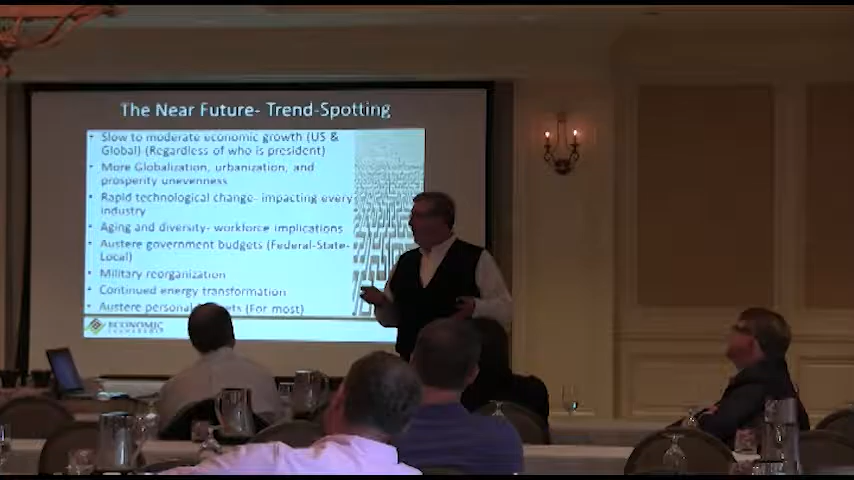 The Near Future- Trend-Spotting
• Slow to moderate economic growth (US &
Global) (Regardless of who is president)
• More Globalization, urbanization, and
prosperity unevenness
• Rapid technological change- impacting every
industry
• Aging and diversity- workforce implications
• Austere government budgets (Federal-State-
Local)
• Military reorganization
• Continued energy transformation
• Austere personal (For most)
ECONOMIC